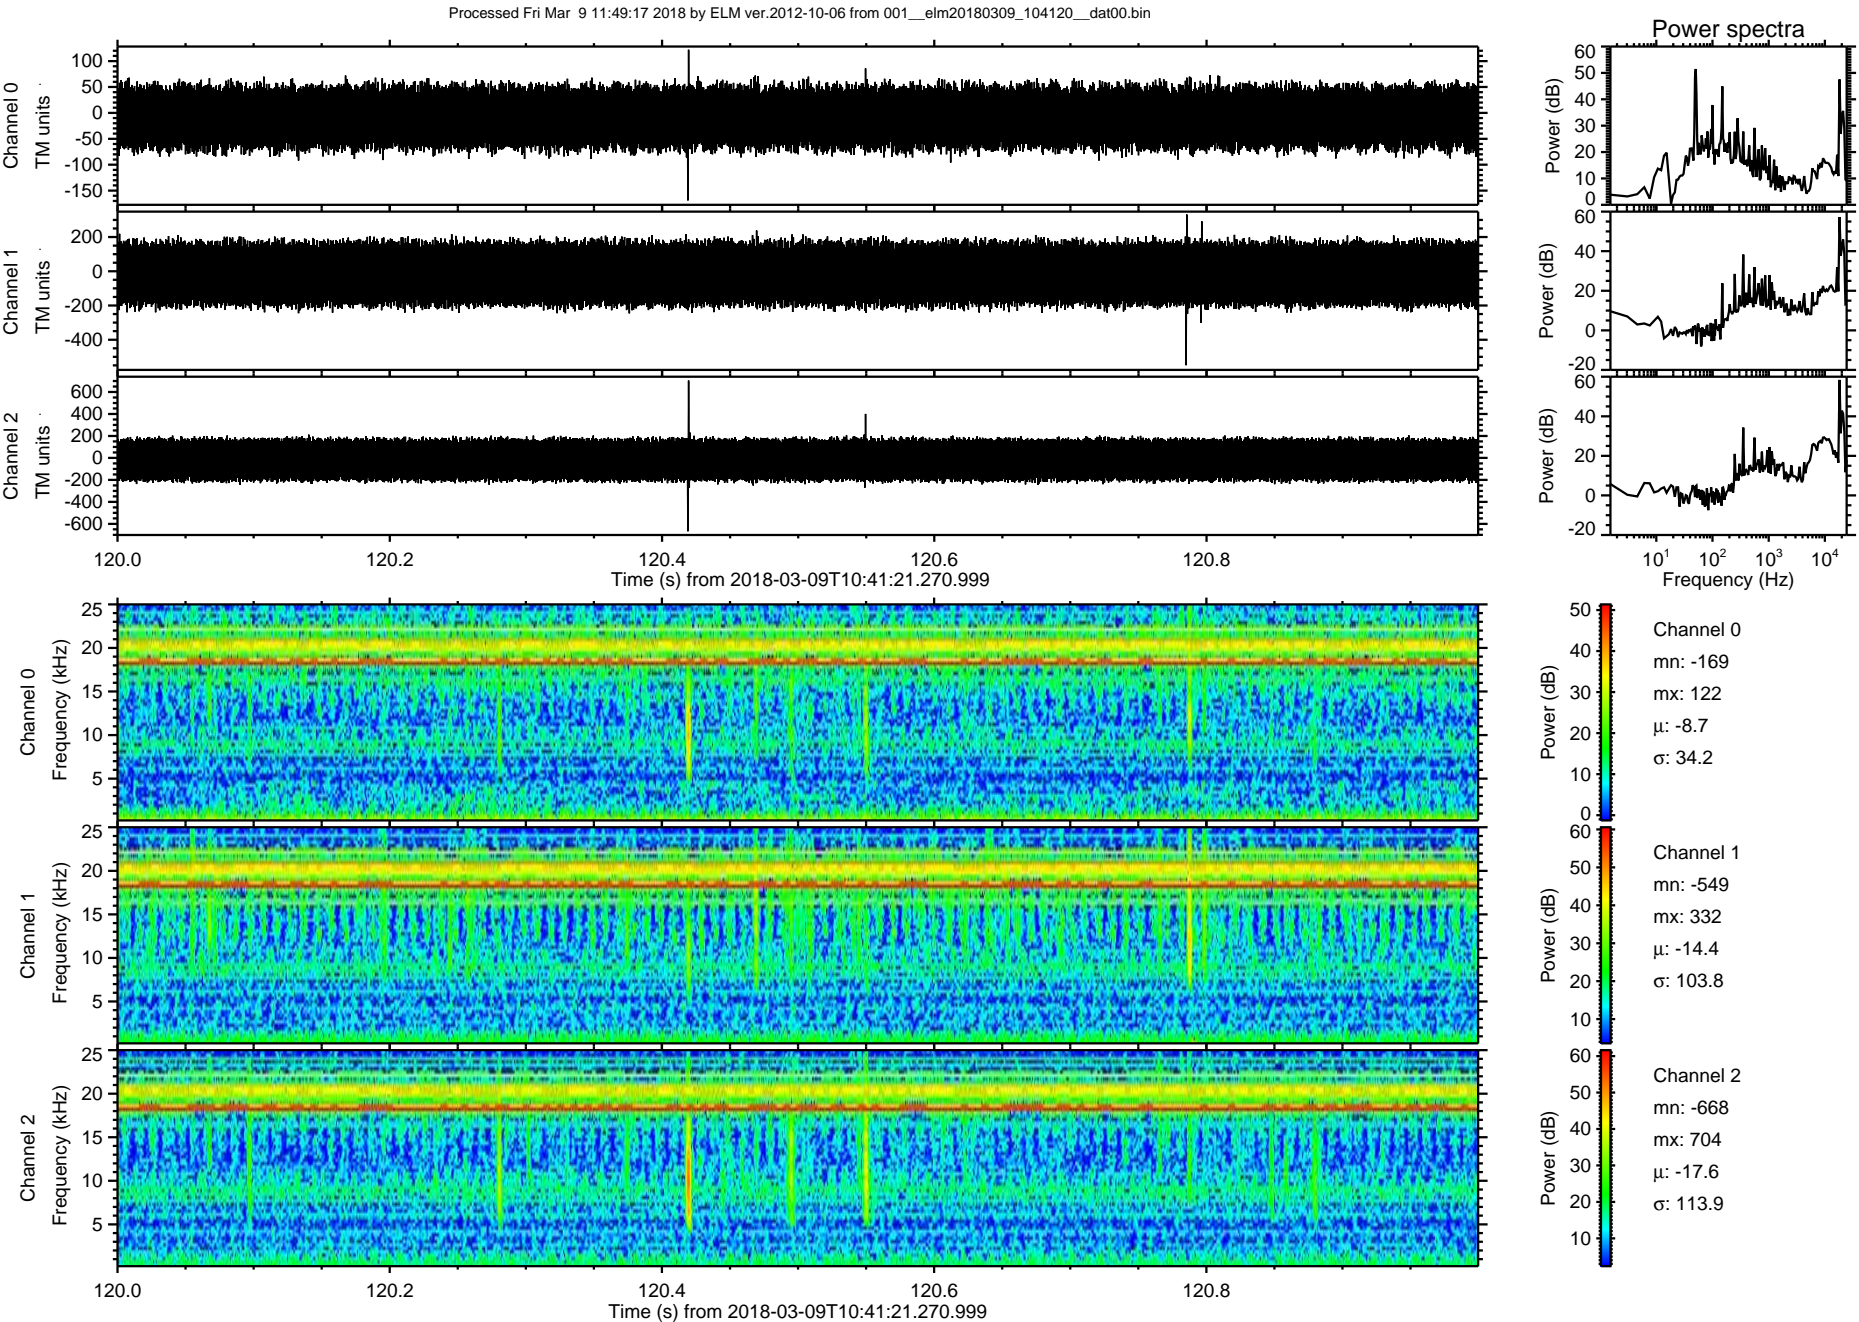 Processed Fri Mar  9 11:49:17 2018 by ELM ver.2012-10-06 from 001__elm20180309_104120__dat00.bin
Power spectra
Channel 0
TM units
100
50
0
-50
-100
-150
Power (dB)
60
50
40
30
20
10
0
Channel 1
TM units
200
0
-200
-400
Power (dB)
60
40
20
0
-20
Channel 2
TM units
600
400
200
0
-200
-400
-600
Power (dB)
60
40
20
0
-20
120.0 120.2 120.4 120.6 120.8
Time (s) from 2018-03-09T10:41:21.270.999
10¹ 10² 10³ 10⁴
Frequency (Hz)
Channel 0
Frequency (kHz)
25
20
15
10
5
Power (dB)
50
40
30
20
10
0
Channel 0
mn: -169
mx: 122
μ: -8.7
σ: 34.2
Channel 1
Frequency (kHz)
25
20
15
10
5
Power (dB)
60
50
40
30
20
10
Channel 1
mn: -549
mx: 332
μ: -14.4
σ: 103.8
Channel 2
Frequency (kHz)
25
20
15
10
5
Power (dB)
60
50
40
30
20
10
Channel 2
mn: -668
mx: 704
μ: -17.6
σ: 113.9
120.0 120.2 120.4 120.6 120.8
Time (s) from 2018-03-09T10:41:21.270.999